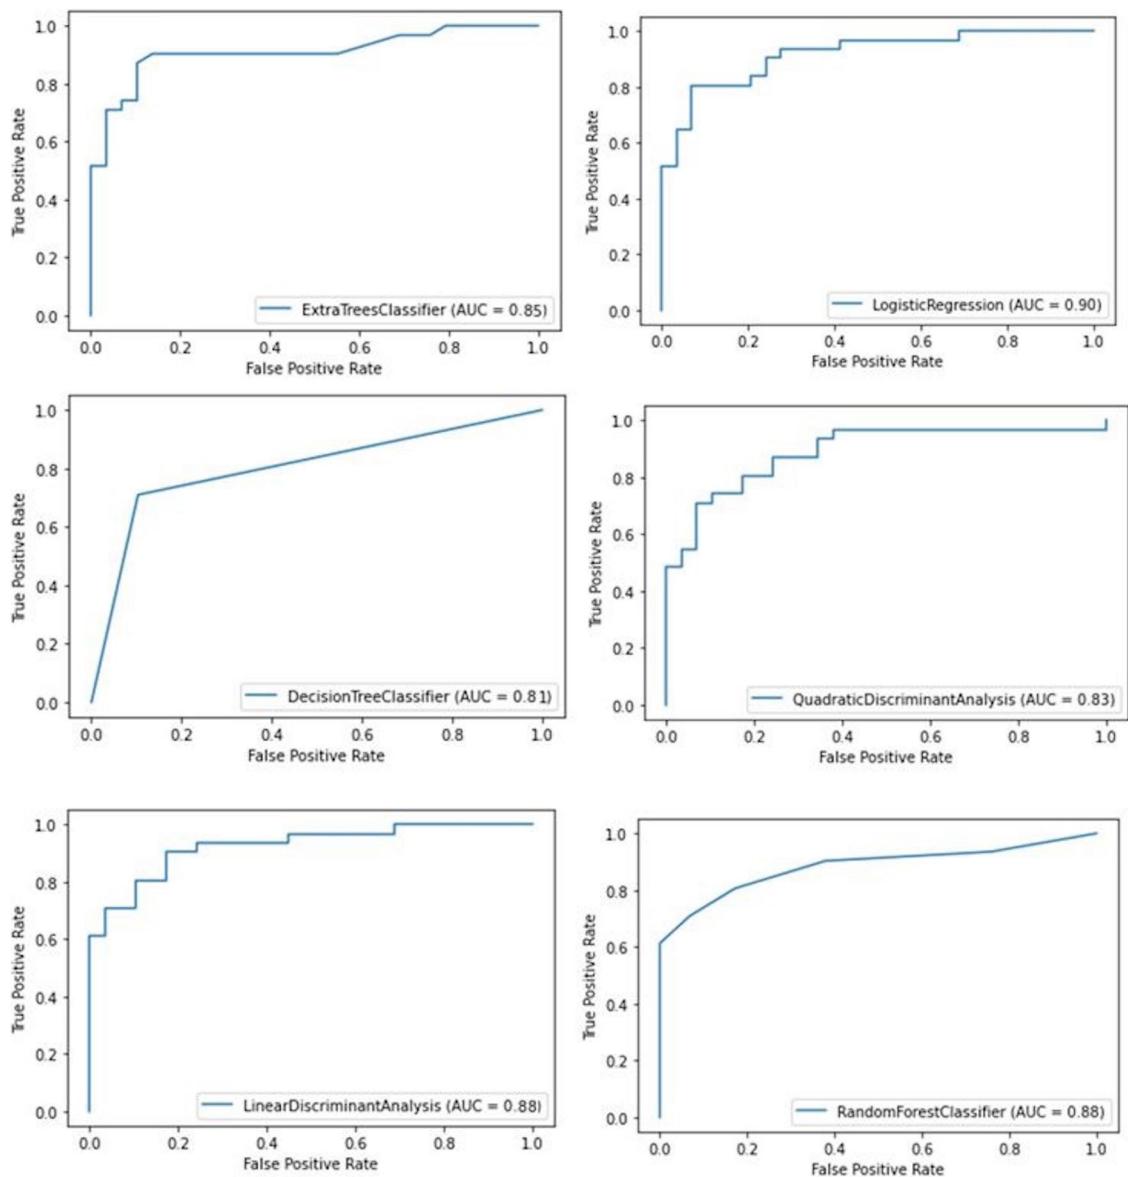 1.0
0.8
0.6
0.4
0.2
0.0
True Positive Rate
ExtraTreesClassifier (AUC = 0.85)
0.0 0.2 0.4 0.6 0.8 1.0
False Positive Rate
1.0
0.8
0.6
0.4
0.2
0.0
True Positive Rate
LogisticRegression (AUC = 0.90)
0.0 0.2 0.4 0.6 0.8 1.0
False Positive Rate
1.0
0.8
0.6
0.4
0.2
0.0
True Positive Rate
DecisionTreeClassifier (AUC = 0.81)
0.0 0.2 0.4 0.6 0.8 1.0
False Positive Rate
1.0
0.8
0.6
0.4
0.2
0.0
True Positive Rate
QuadraticDiscriminantAnalysis (AUC = 0.83)
0.0 0.2 0.4 0.6 0.8 1.0
False Positive Rate
1.0
0.8
0.6
0.4
0.2
0.0
True Positive Rate
LinearDiscriminantAnalysis (AUC = 0.88)
0.0 0.2 0.4 0.6 0.8 1.0
False Positive Rate
1.0
0.8
0.6
0.4
0.2
0.0
True Positive Rate
RandomForestClassifier (AUC = 0.88)
0.0 0.2 0.4 0.6 0.8 1.0
False Positive Rate